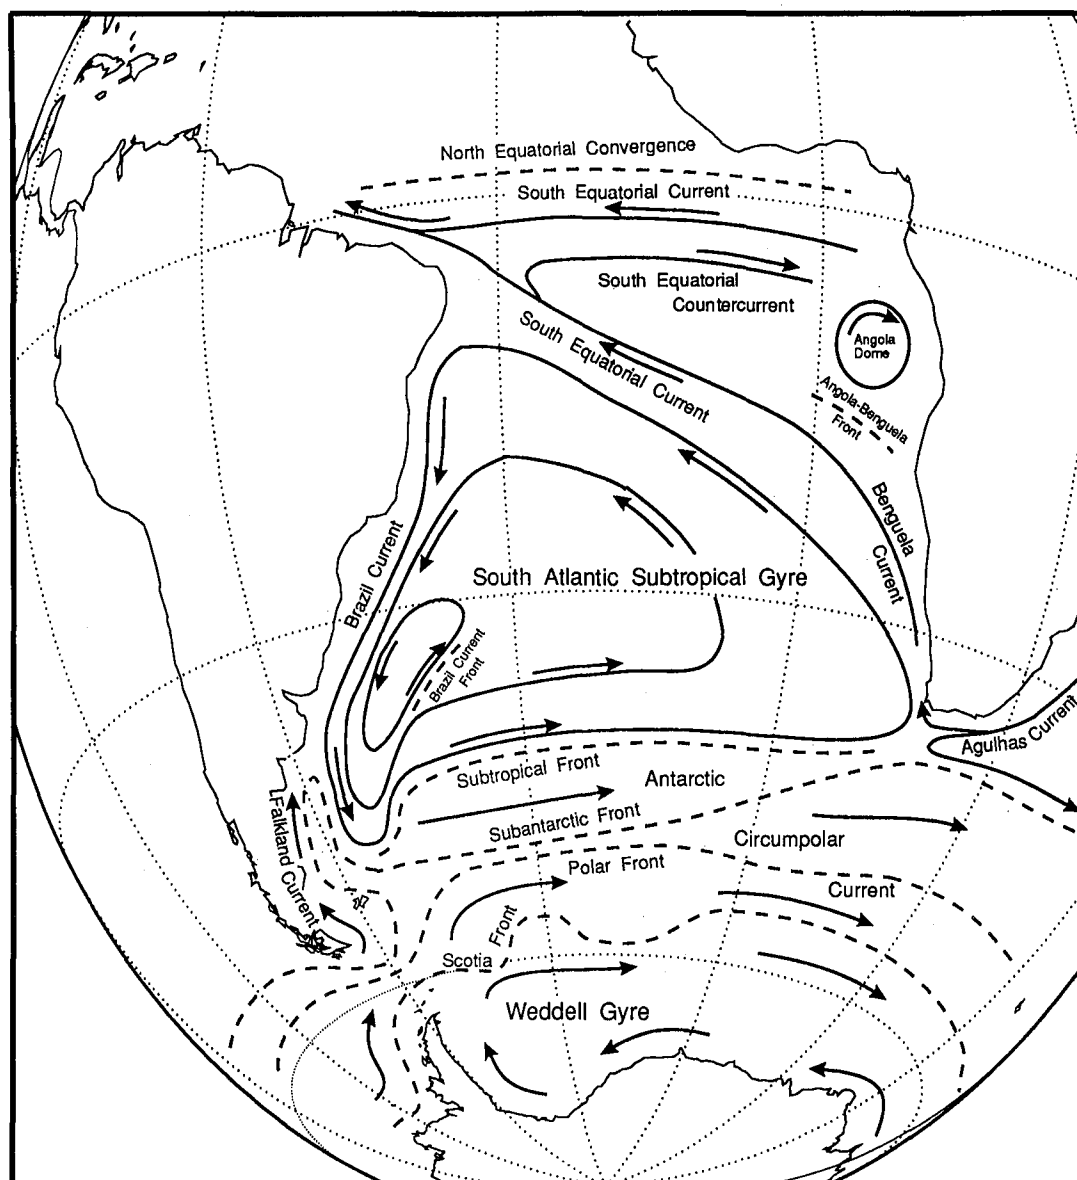 North Equatorial Convergence
South Equatorial Current
South Equatorial
Countercurrent
Angola
Dome
South Equatorial Current
Angola-Benguela
Front
Benguela
Current
Brazil Current
South Atlantic Subtropical Gyre
Brazil Current
Front
Agulhas Current
Subtropical Front
Antarctic
Falkland Current
Subantarctic Front
Circumpolar
Polar Front
Current
Scotia Front
Weddell Gyre